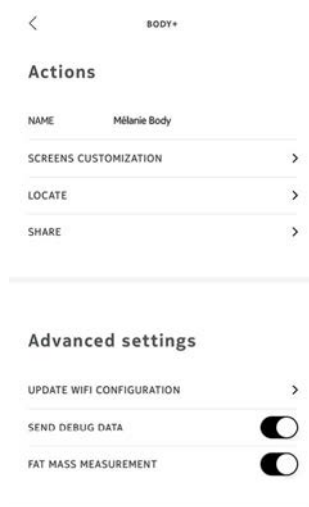 BODY+
Actions
NAME Mélanie Body
SCREENS CUSTOMIZATION
LOCATE
SHARE
Advanced settings
UPDATE WIFI CONFIGURATION
SEND DEBUG DATA
FAT MASS MEASUREMENT